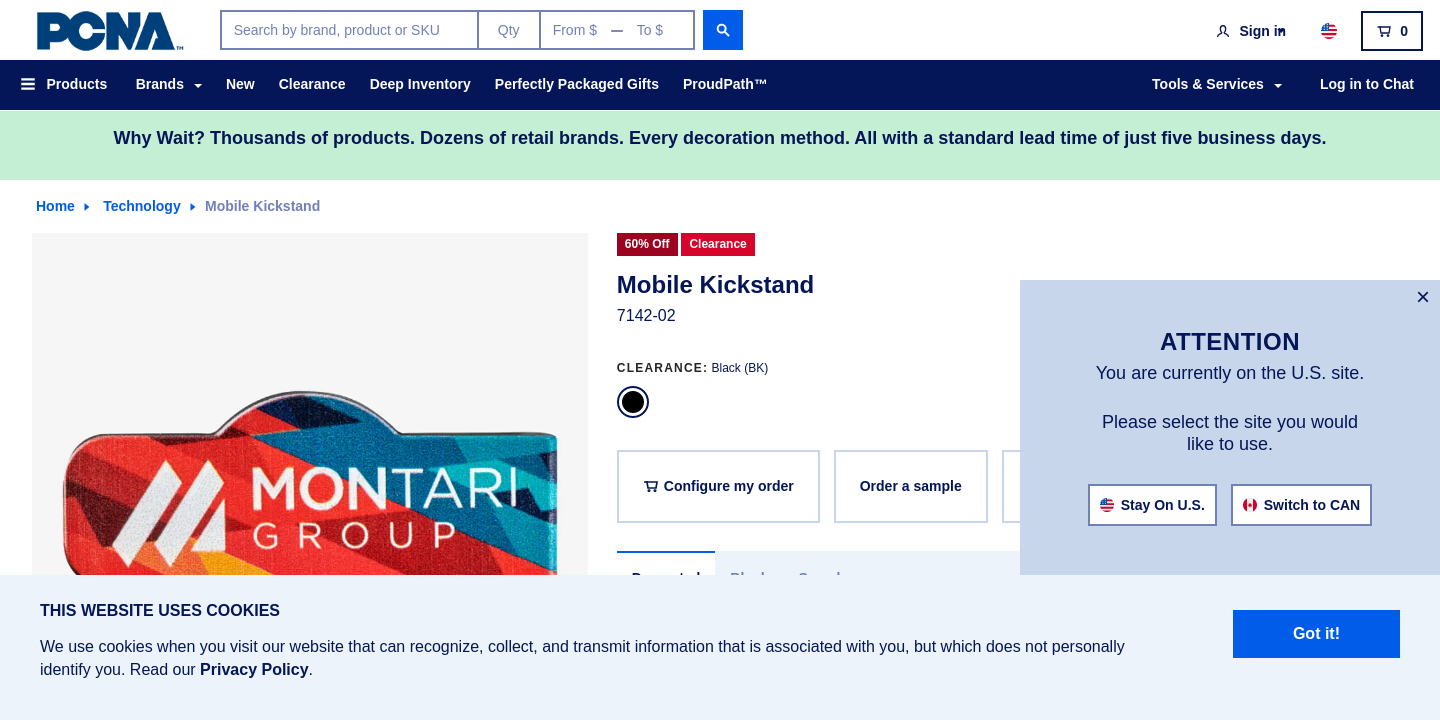 PCNA™
Search by brand, product or SKU
Qty
From $ — To $
Sign in
0
Products
Brands
New
Clearance
Deep Inventory
Perfectly Packaged Gifts
ProudPath™
Tools & Services
Log in to Chat
Why Wait? Thousands of products. Dozens of retail brands. Every decoration method. All with a standard lead time of just five business days.
Home
Technology
Mobile Kickstand
MONTARI
GROUP
60% Off
Clearance
Mobile Kickstand
7142-02
CLEARANCE: Black (BK)
Configure my order
Order a sample
ATTENTION
You are currently on the U.S. site.
Please select the site you would
like to use.
Stay On U.S.
Switch to CAN
THIS WEBSITE USES COOKIES
We use cookies when you visit our website that can recognize, collect, and transmit information that is associated with you, but which does not personally
identify you. Read our Privacy Policy.
Got it!